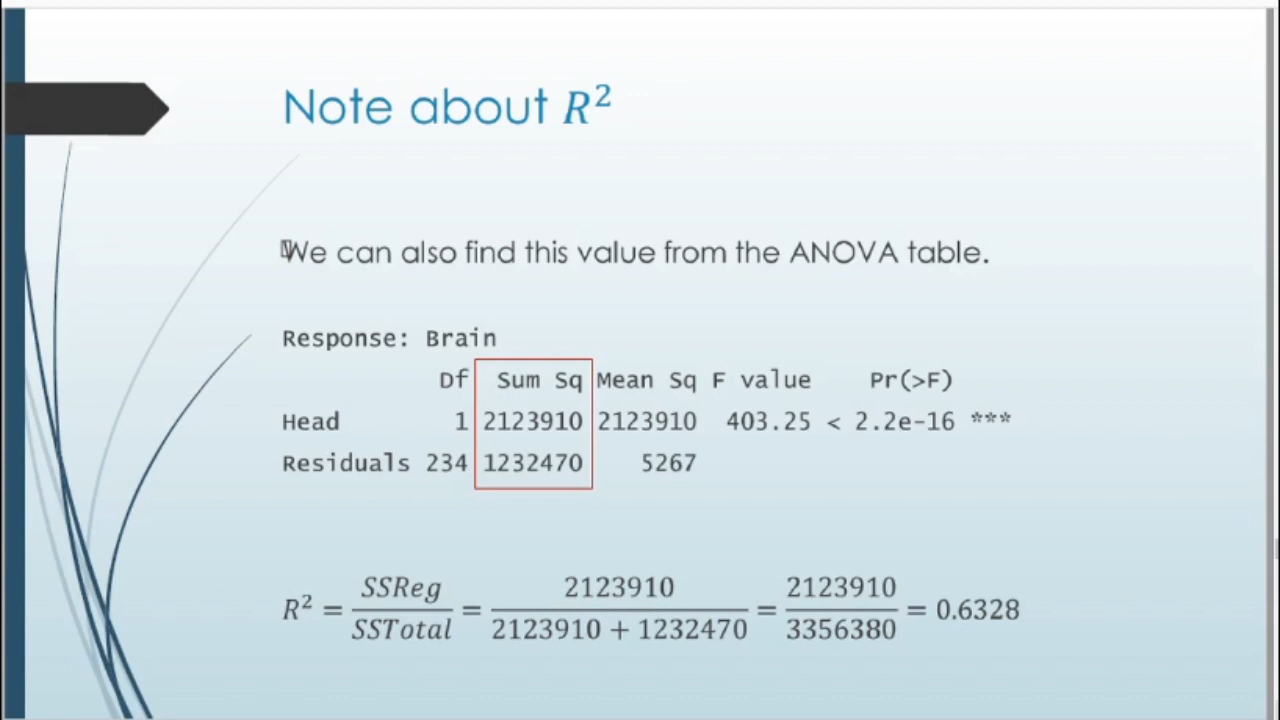 Note about R²
We can also find this value from the ANOVA table.
Response: Brain
Df Sum Sq Mean Sq F value Pr(>F)
Head 1 2123910 2123910 403.25 < 2.2e-16 ***
Residuals 234 1232470 5267
R² = SSReg / SSTotal = 2123910 / 2123910 + 1232470 = 2123910 / 3356380 = 0.6328